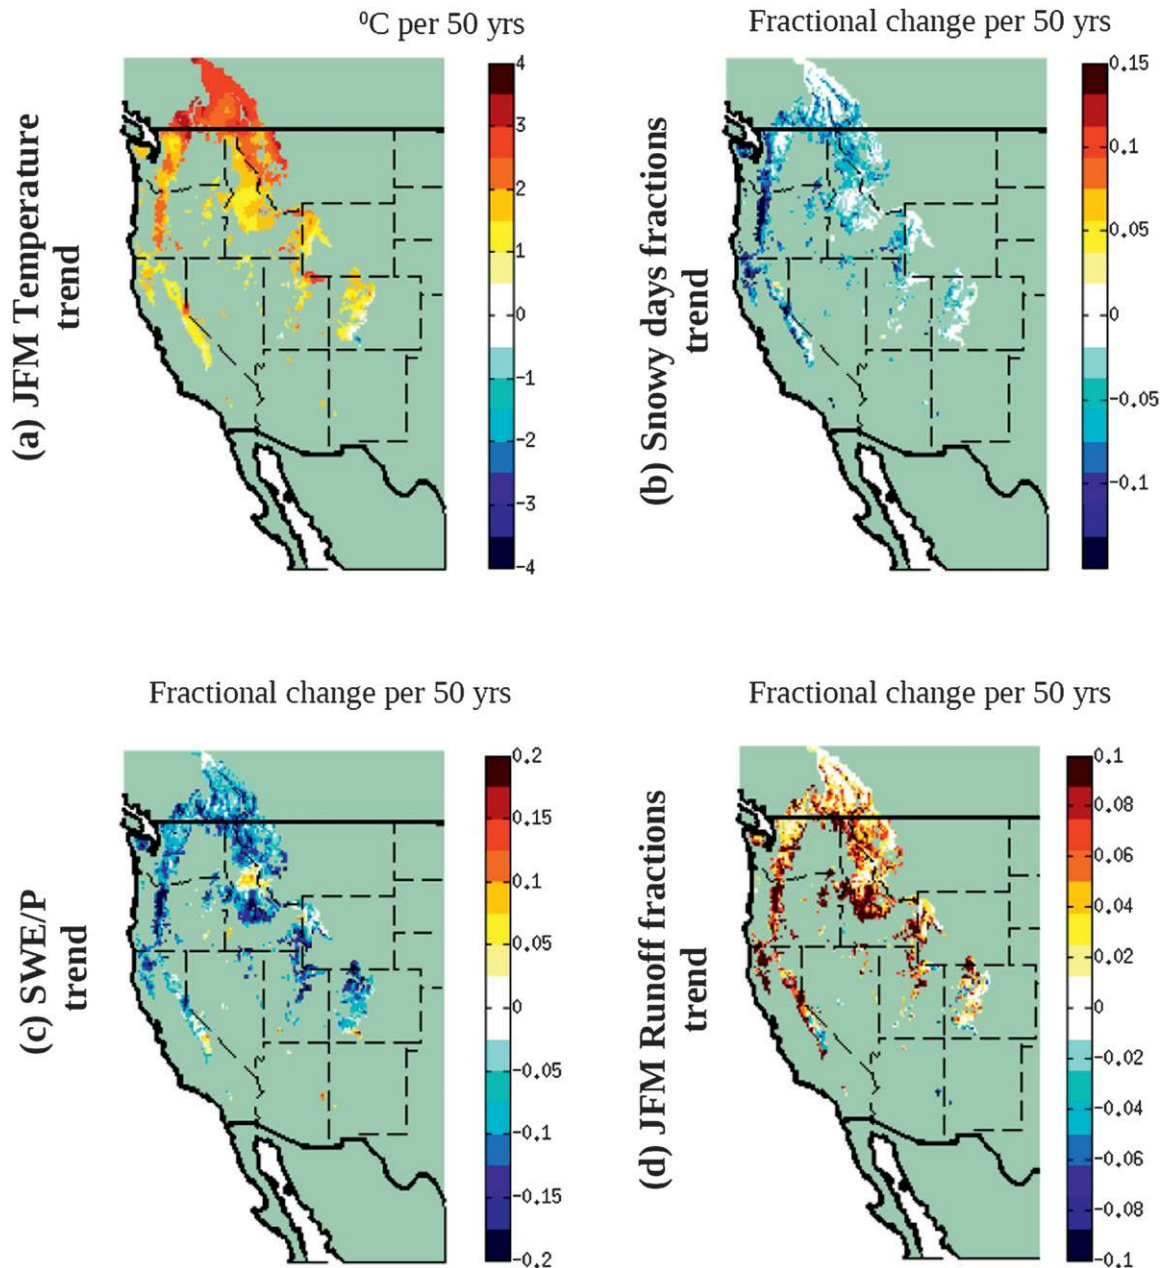 ⁰C per 50 yrs
(a) JFM Temperature
trend
4
3
2
1
0
-1
-2
-3
-4
Fractional change per 50 yrs
(b) Snowy days fractions
trend
0.15
0.1
0.05
0
-0.05
-0.1
Fractional change per 50 yrs
(c) SWE/P
trend
0.2
0.15
0.1
0.05
0
-0.05
-0.1
-0.15
-0.2
Fractional change per 50 yrs
(d) JFM Runoff fractions
trend
0.1
0.08
0.06
0.04
0.02
0
-0.02
-0.04
-0.06
-0.08
-0.1